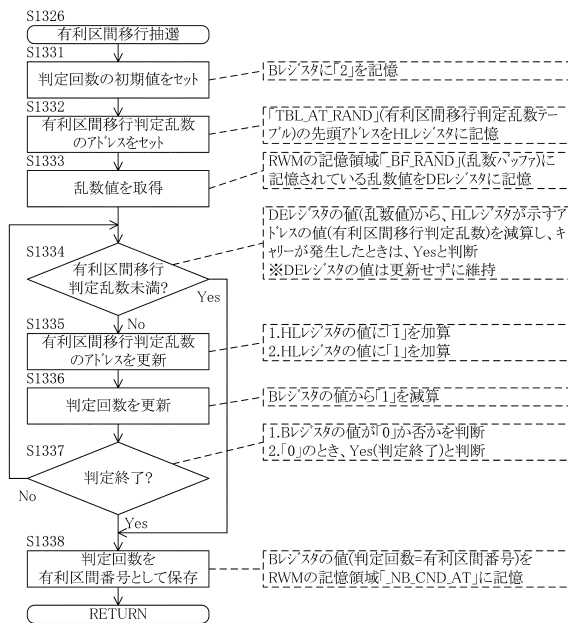 S1326
有利区間移行抽選
S1331
判定回数の初期値をセット
Bレジスタに「2」を記憶
S1332
有利区間移行判定乱数
のアドレスをセット
「TBL_AT_RAND」(有利区間移行判定乱数テー
ブル)の先頭アドレスをHLレジスタに記憶
S1333
乱数値を取得
RWMの記憶領域「_BF_RAND」(乱数バッファ)に
記憶されている乱数値をDEレジスタに記憶
S1334
有利区間移行
判定乱数未満?
Yes
No
DEレジスタの値(乱数値)から、HLレジスタが示すア
ドレスの値(有利区間移行判定乱数)を減算し、キ
ャリーが発生したときは、Yesと判断
※DEレジスタの値は更新せずに維持
S1335
有利区間移行判定乱数
のアドレスを更新
1.HLレジスタの値に「1」を加算
2.HLレジスタの値に「1」を加算
S1336
判定回数を更新
Bレジスタの値から「1」を減算
S1337
判定終了?
No
Yes
1.Bレジスタの値が「0」か否かを判断
2.「0」のとき、Yes(判定終了)と判断
S1338
判定回数を
有利区間番号として保存
Bレジスタの値(判定回数=有利区間番号)を
RWMの記憶領域「_NB_CND_AT」に記憶
RETURN